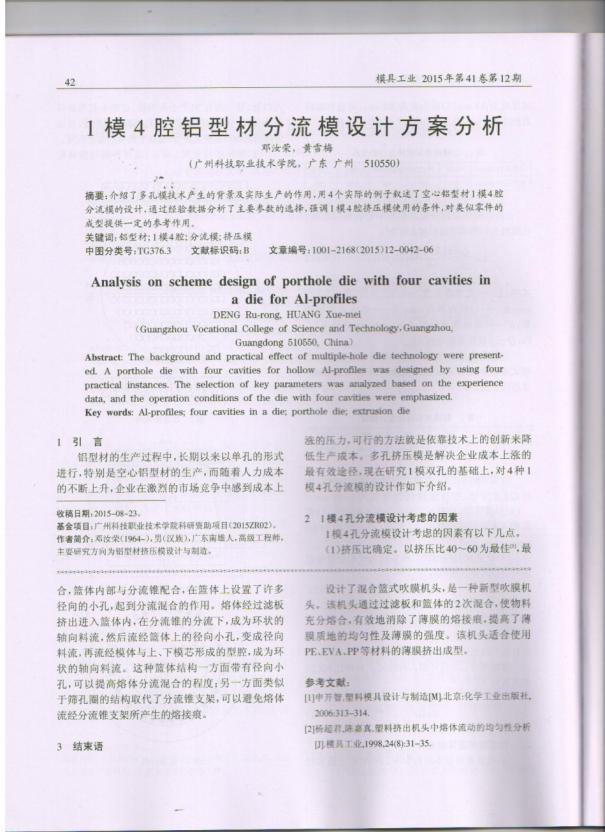 42
模具工业 2015年第41卷第12期
1模4腔铝型材分流模设计方案分析
邓汝荣，黄雪梅
(广州科技职业技术学院，广东 广州 510550)
摘要：介绍了多孔模技术产生的背景及实际生产的作用，用4个实际的例子叙述了空心铝型材1模4腔
分流模的设计，通过经验数据分析了主要参数的选择，强调1模4腔挤压模使用的条件，对类似零件的
成型提供一定的参考作用。
关键词：铝型材；1模4腔；分流模；挤压模
中图分类号：TG376.3 文献标识码：B 文章编号：1001-2168(2015)12-0042-06
Analysis on scheme design of porthole die with four cavities in
a die for Al-profiles
DENG Ru-rong, HUANG Xue-mei
(Guangzhou Vocational College of Science and Technology, Guangzhou,
Guangdong 510550, China)
Abstract: The background and practical effect of multiple-hole die technology were present-
ed. A porthole die with four cavities for hollow Al-profiles was designed by using four
practical instances. The selection of key parameters was analyzed based on the experience
data, and the operation conditions of the die with four cavities were emphasized.
Key words: Al-profiles; four cavities in a die; porthole die; extrusion die
1 引 言
铝型材的生产过程中，长期以来以单孔的形式
进行，特别是空心铝型材的生产，而随着人力成本
的不断上升，企业在激烈的市场竞争中感到成本上
收稿日期：2015-08-23。
基金项目：广州科技职业技术学院科研资助项目(2015ZR02)。
作者简介：邓汝荣(1964-)，男(汉族)，广东南雄人，高级工程师，
主要研究方向为铝型材挤压模设计与制造。
涨的压力，可行的方法就是依靠技术上的创新来降
低生产成本。多孔挤压模是解决企业成本上涨的
最有效途径，现在研究1模双孔的基础上，对4种1
模4孔分流模的设计作如下介绍。
2 1模4孔分流模设计考虑的因素
1模4孔分流模设计考虑的因素有以下几点。
(1)挤压比确定。以挤压比40～60为最佳[1]，最
合，篮体内部与分流锥配合，在篮体上设置了许多
径向的小孔，起到分流混合的作用。熔体经过滤板
挤出进入篮体内，在分流锥的分流下，成为环状的
轴向料流，然后流经篮体上的径向小孔，变成径向
料流，再流经模体与上、下模芯形成的型腔，成为环
状的轴向料流。这种篮体结构一方面带有径向小
孔，可以提高熔体分流混合的程度；另一方面类似
于筛孔圈的结构取代了分流锥支架，可以避免熔体
流经分流锥支架所产生的熔接痕。
3 结束语
设计了混合篮式吹膜机头，是一种新型吹膜机
头。该机头通过过滤板和篮体的2次混合，使物料
充分熔合，有效地消除了薄膜的熔接痕，提高了薄
膜质地的均匀性及薄膜的强度。该机头适合使用
PE、EVA、PP等材料的薄膜挤出成型。
参考文献：
[1]申开智.塑料模具设计与制造[M].北京：化学工业出版社，
2006:313-314.
[2]杨超君,陈嘉真.塑料挤出机头中熔体流动的均匀性分析
[J].模具工业,1998,24(8):31-35.